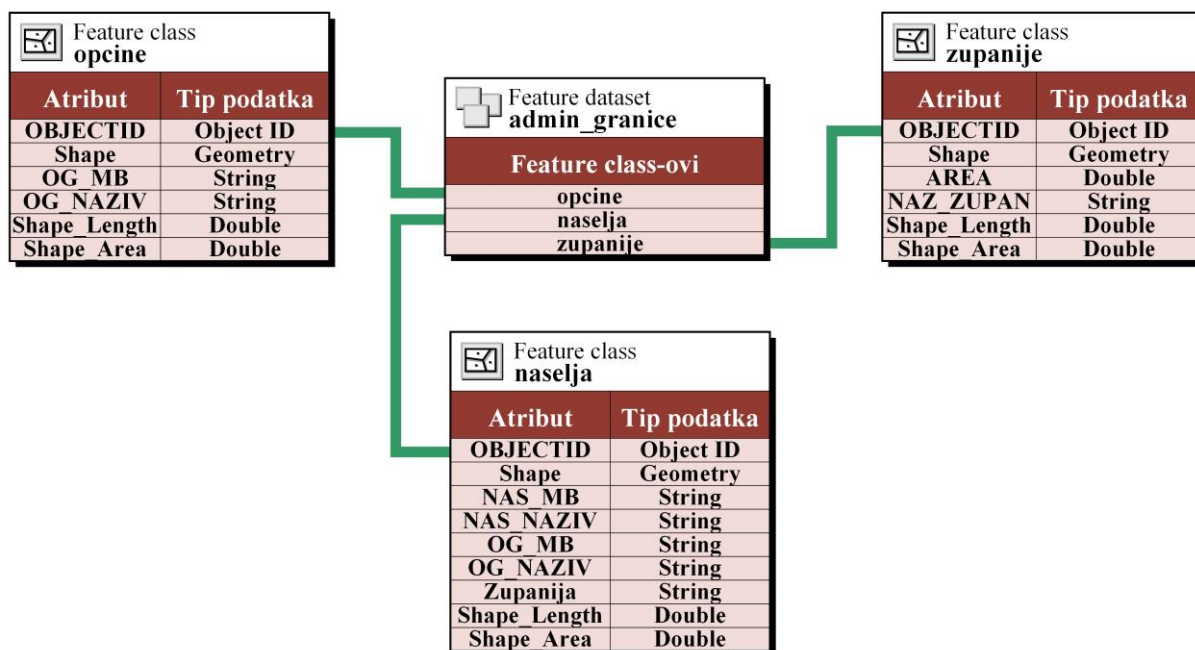 Feature class
opcine
Atribut Tip podatka
OBJECTID Object ID
Shape Geometry
OG_MB String
OG_NAZIV String
Shape_Length Double
Shape_Area Double
Feature dataset
admin_granice
Feature class-ovi
opcine
naselja
zupanije
Feature class
zupanije
Atribut Tip podatka
OBJECTID Object ID
Shape Geometry
AREA Double
NAZ_ZUPAN String
Shape_Length Double
Shape_Area Double
Feature class
naselja
Atribut Tip podatka
OBJECTID Object ID
Shape Geometry
NAS_MB String
NAS_NAZIV String
OG_MB String
OG_NAZIV String
Zupanija String
Shape_Length Double
Shape_Area Double